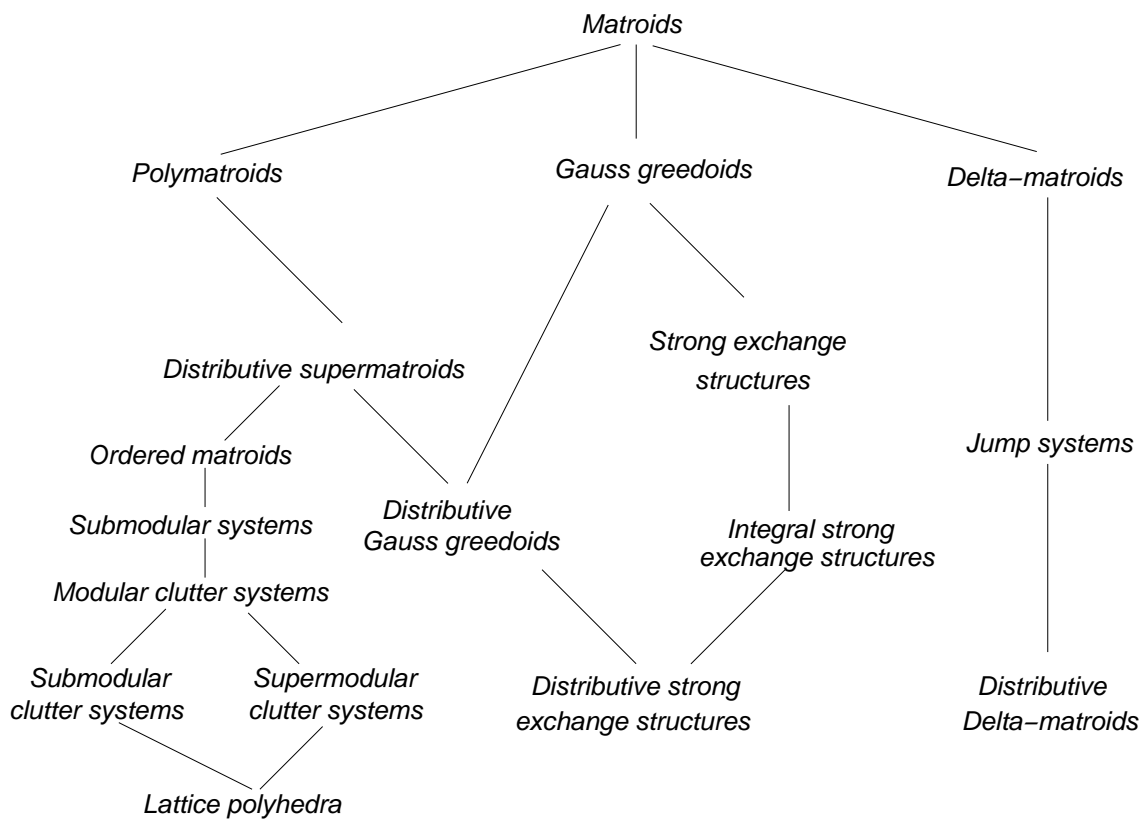 Matroids
Polymatroids
Gauss greedoids
Delta−matroids
Strong exchange
structures
Distributive supermatroids
Ordered matroids
Jump systems
Submodular systems
Distributive
Gauss greedoids
Integral strong
exchange structures
Modular clutter systems
Submodular
clutter systems
Supermodular
clutter systems
Distributive strong
exchange structures
Distributive
Delta−matroids
Lattice polyhedra